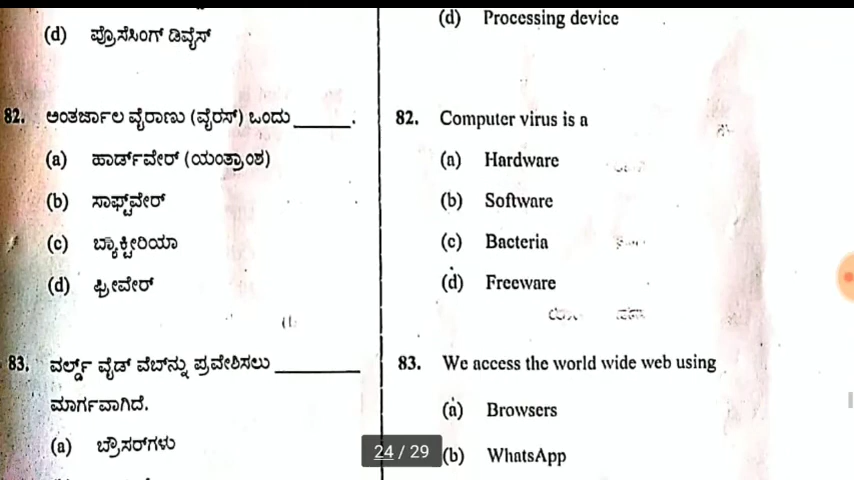 (d) ಪ್ರೊಸೆಸಿಂಗ್ ಡಿವೈಸ್
82. ಅಂತರ್ಜಾಲ ವೈರಾಣು (ವೈರಸ್) ಒಂದು ______.
(a) ಹಾರ್ಡ್‌ವೇರ್ (ಯಂತ್ರಾಂಶ)
(b) ಸಾಫ್ಟ್‌ವೇರ್
(c) ಬ್ಯಾಕ್ಟೀರಿಯಾ
(d) ಫ್ರೀವೇರ್
83. ವರ್ಲ್ಡ್ ವೈಡ್ ವೆಬ್‌ನ್ನು ಪ್ರವೇಶಿಸಲು _________
ಮಾರ್ಗವಾಗಿದೆ.
(a) ಬ್ರೌಸರ್‌ಗಳು
(d) Processing device
82. Computer virus is a
(a) Hardware
(b) Software
(c) Bacteria
(d) Freeware
83. We access the world wide web using
(a) Browsers
(b) WhatsApp
24 / 29